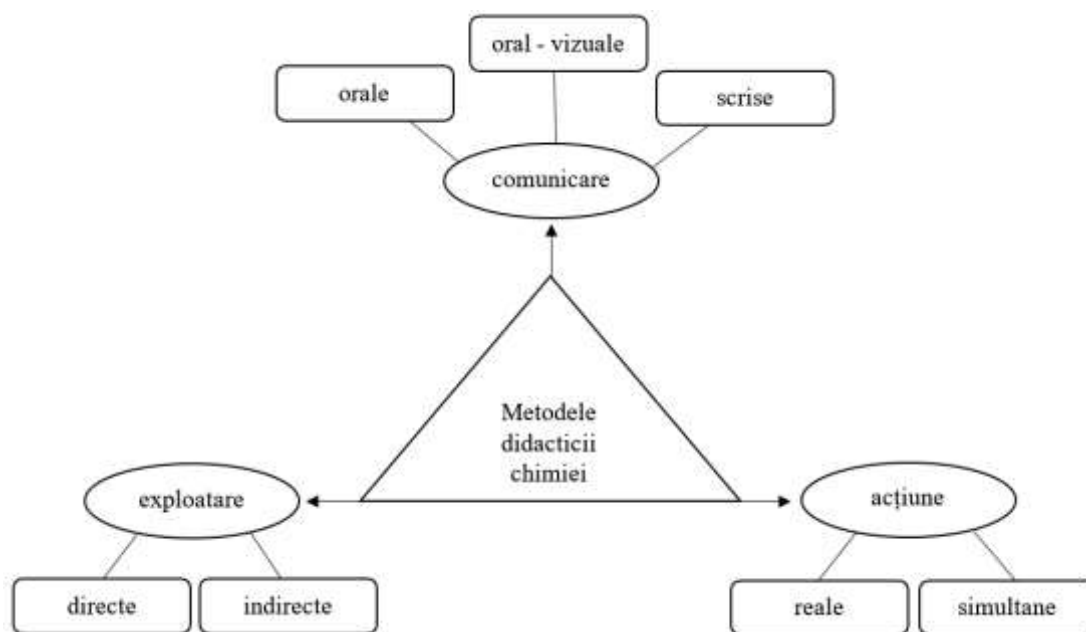 oral - vizuale
orale
scrise
comunicare
Metodele
didacticii
chimiei
exploatare
acțiune
directe
indirecte
reale
simultane